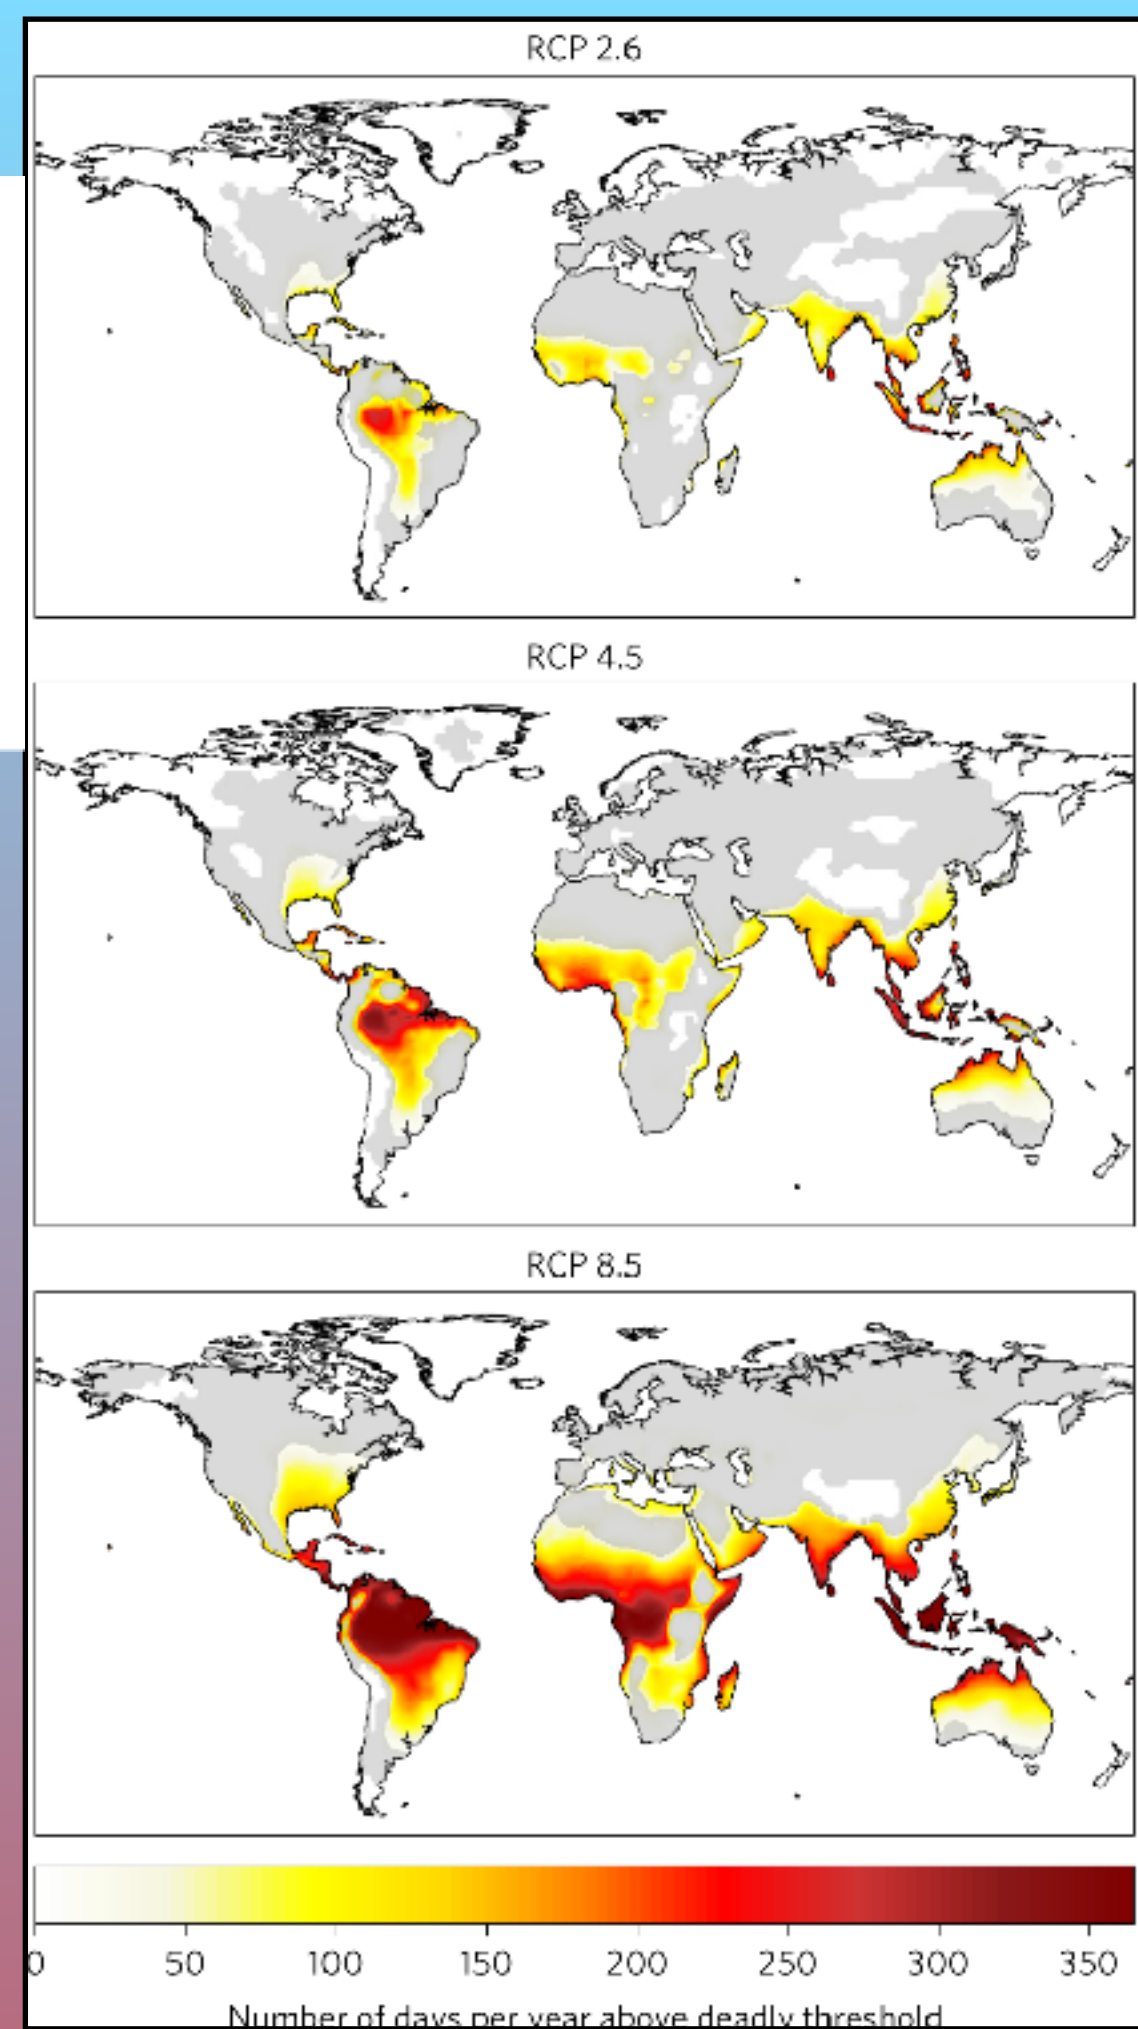 RCP 2.6
RCP 4.5
RCP 8.5
0 50 100 150 200 250 300 350
Number of days per year above deadly threshold